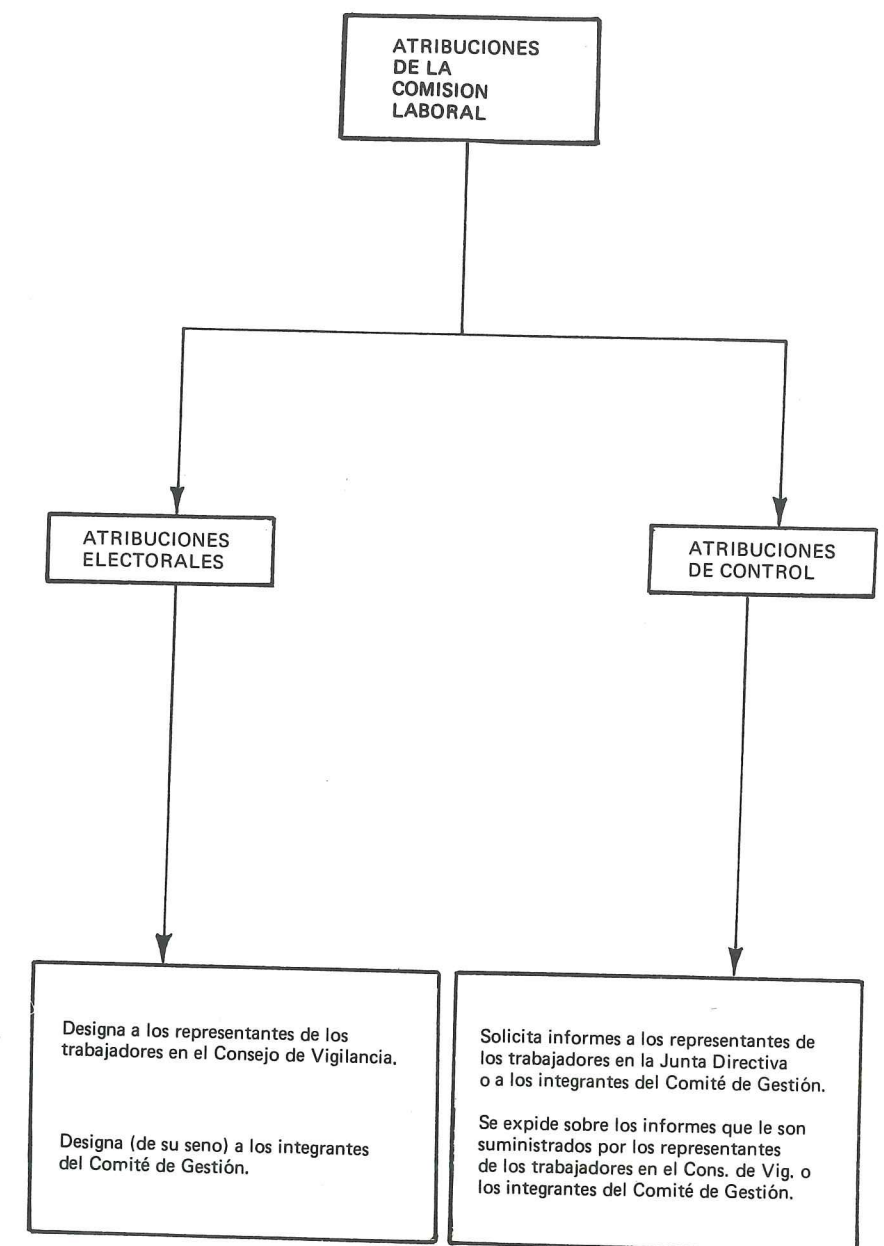 ATRIBUCIONES
DE LA
COMISION
LABORAL
ATRIBUCIONES
ELECTORALES
ATRIBUCIONES
DE CONTROL
Designa a los representantes de los
trabajadores en el Consejo de Vigilancia.
Designa (de su seno) a los integrantes
del Comité de Gestión.
Solicita informes a los representantes de
los trabajadores en la Junta Directiva
o a los integrantes del Comité de Gestión.
Se expide sobre los informes que le son
suministrados por los representantes
de los trabajadores en el Cons. de Vig. o
los integrantes del Comité de Gestión.